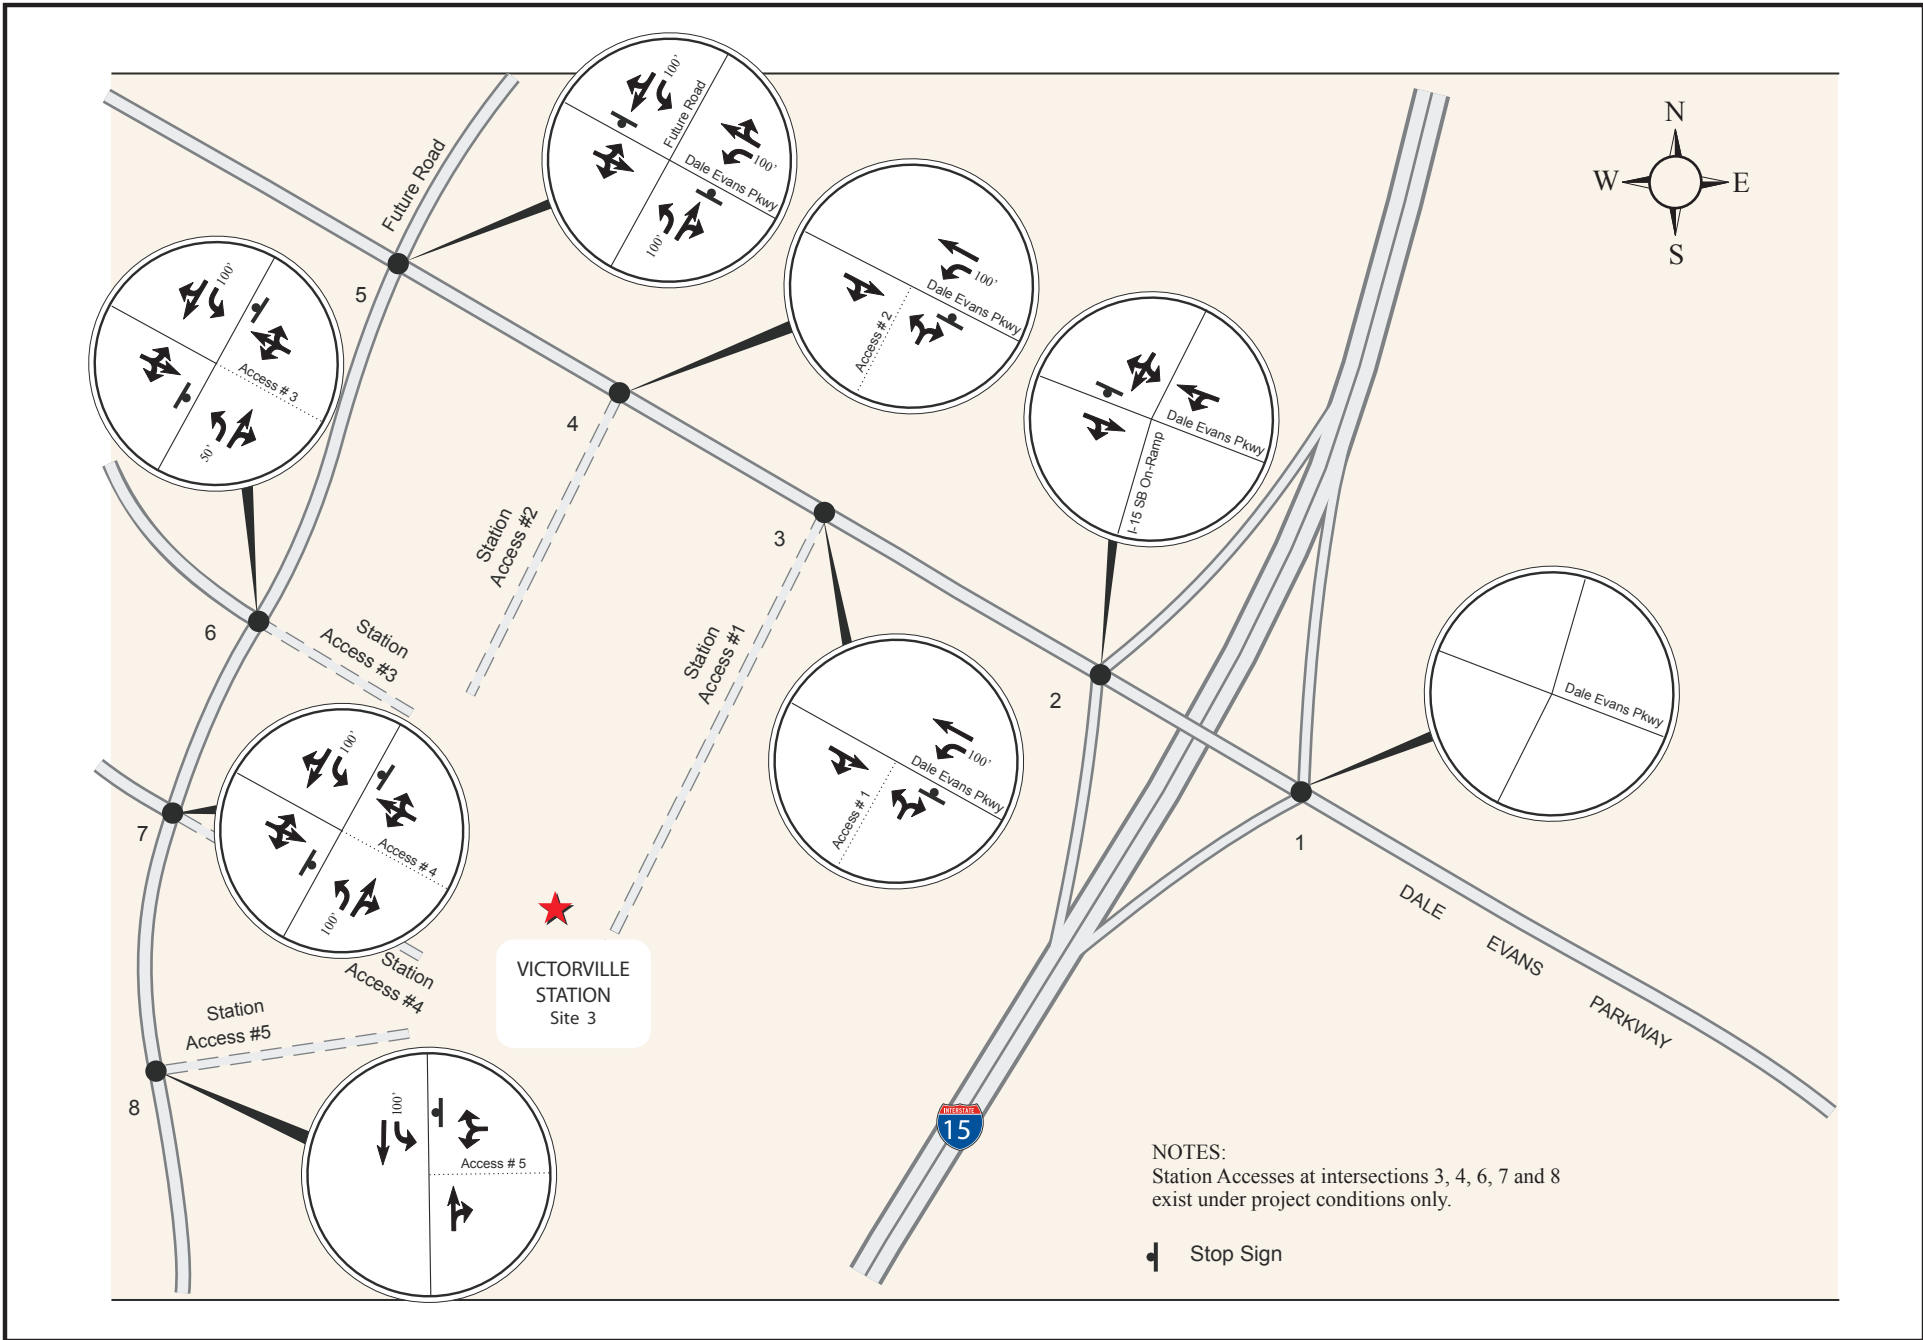 N
W
E
S
Future Road
5
100'
Future Road
100'
Dale Evans Pkwy
100'
100'
Access # 3
50'
100'
Dale Evans Pkwy
Access # 2
4
Dale Evans Pkwy
I-15 SB On-Ramp
Station
Access #2
3
6
Station
Access #3
Station
Access #1
2
Dale Evans Pkwy
100'
Dale Evans Pkwy
Access # 1
7
100'
Access # 4
100'
1
DALE
EVANS
PARKWAY
Station
Access #4
VICTORVILLE
STATION
Site 3
Station
Access #5
8
100'
Access # 5
INTERSTATE
15
NOTES:
Station Accesses at intersections 3, 4, 6, 7 and 8
exist under project conditions only.
Stop Sign